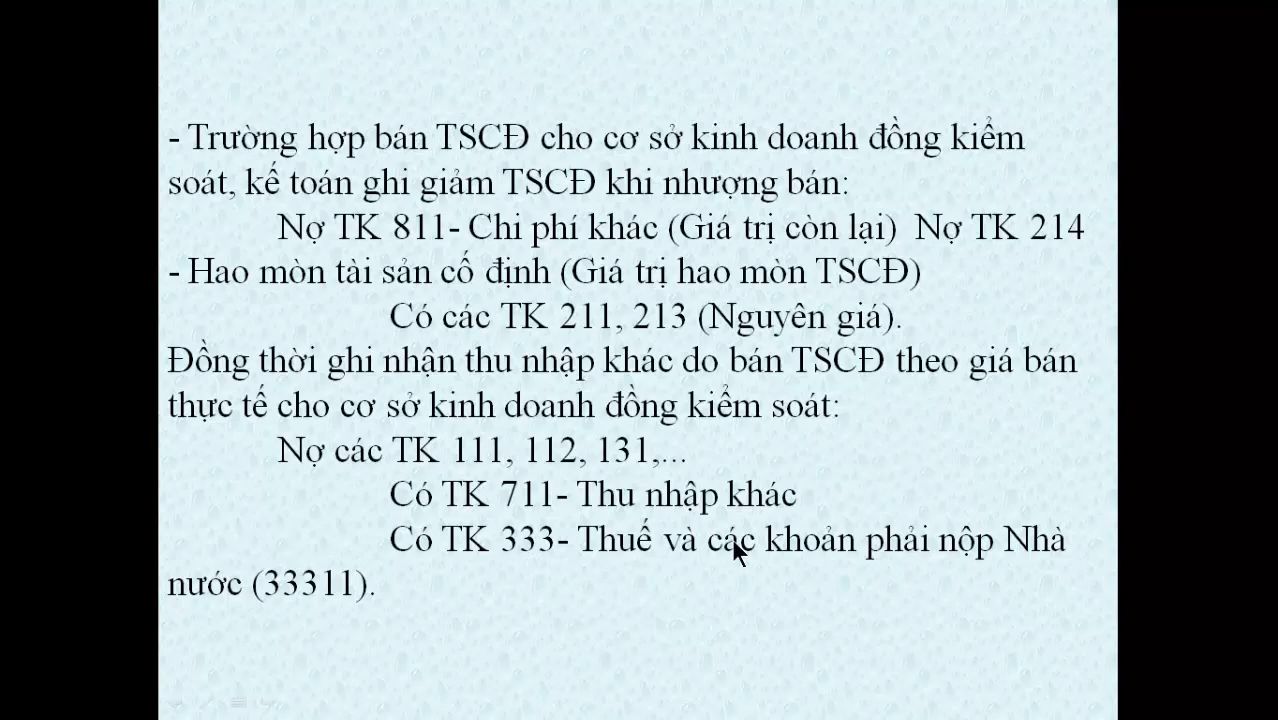 - Trường hợp bán TSCĐ cho cơ sở kinh doanh đồng kiểm
soát, kế toán ghi giảm TSCĐ khi nhượng bán:
Nợ TK 811- Chi phí khác (Giá trị còn lại)  Nợ TK 214
- Hao mòn tài sản cố định (Giá trị hao mòn TSCĐ)
Có các TK 211, 213 (Nguyên giá).
Đồng thời ghi nhận thu nhập khác do bán TSCĐ theo giá bán
thực tế cho cơ sở kinh doanh đồng kiểm soát:
Nợ các TK 111, 112, 131,...
Có TK 711- Thu nhập khác
Có TK 333- Thuế và các khoản phải nộp Nhà
nước (33311).